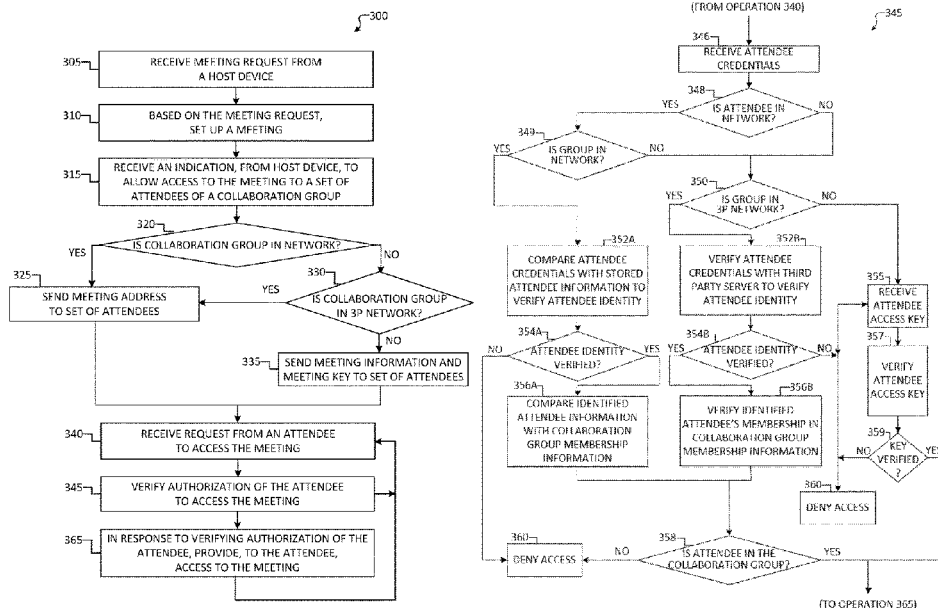 300
305
RECEIVE MEETING REQUEST FROM
A HOST DEVICE
310
BASED ON THE MEETING REQUEST,
SET UP A MEETING
315
RECEIVE AN INDICATION, FROM HOST DEVICE, TO
ALLOW ACCESS TO THE MEETING TO A SET OF
ATTENDEES OF A COLLABORATION GROUP
320
IS COLLABORATION GROUP IN NETWORK?
YES
NO
325
SEND MEETING ADDRESS
TO SET OF ATTENDEES
330
YES
IS COLLABORATION GROUP
IN 3P NETWORK?
NO
335
SEND MEETING INFORMATION AND
MEETING KEY TO SET OF ATTENDEES
340
RECEIVE REQUEST FROM AN ATTENDEE
TO ACCESS THE MEETING
345
VERIFY AUTHORIZATION OF THE ATTENDEE
TO ACCESS THE MEETING
365
IN RESPONSE TO VERIFYING AUTHORIZATION OF THE
ATTENDEE, PROVIDE, TO THE ATTENDEE,
ACCESS TO THE MEETING
(FROM OPERATION 340)
345
346
RECEIVE ATTENDEE
CREDENTIALS
348
YES
IS ATTENDEE IN
NETWORK?
NO
349
YES
IS GROUP IN
NETWORK?
NO
350
YES
IS GROUP IN
3P NETWORK?
NO
352A
COMPARE ATTENDEE
CREDENTIALS WITH STORED
ATTENDEE INFORMATION TO
VERIFY ATTENDEE IDENTITY
352B
VERIFY ATTENDEE
CREDENTIALS WITH THIRD
PARTY SERVER TO VERIFY
ATTENDEE IDENTITY
355
RECEIVE
ATTENDEE
ACCESS KEY
354A
NO
ATTENDEE IDENTITY
VERIFIED?
YES
354B
YES
ATTENDEE IDENTITY
VERIFIED?
NO
357
VERIFY
ATTENDEE
ACCESS KEY
356A
COMPARE IDENTIFIED
ATTENDEE INFORMATION
WITH COLLABORATION
GROUP MEMBERSHIP
INFORMATION
356B
VERIFY IDENTIFIED
ATTENDEE'S MEMBERSHIP IN
COLLABORATION GROUP
MEMBERSHIP INFORMATION
359
NO
KEY
VERIFIED
?
YES
360
DENY ACCESS
360
DENY ACCESS
NO
358
IS ATTENDEE IN THE
COLLABORATION GROUP?
YES
(TO OPERATION 365)